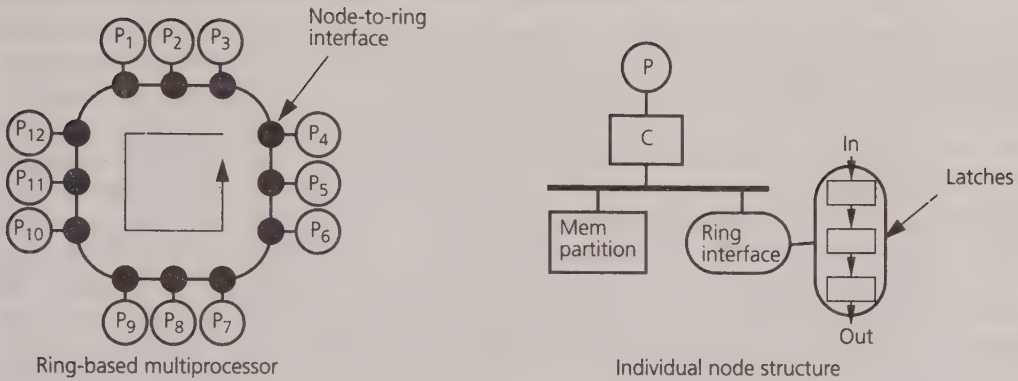 Node-to-ring
interface
P1 P2 P3
P12 P4
P11 P5
P10 P6
P9 P8 P7
Ring-based multiprocessor
P
C
In
Latches
Mem
partition
Ring
interface
Out
Individual node structure